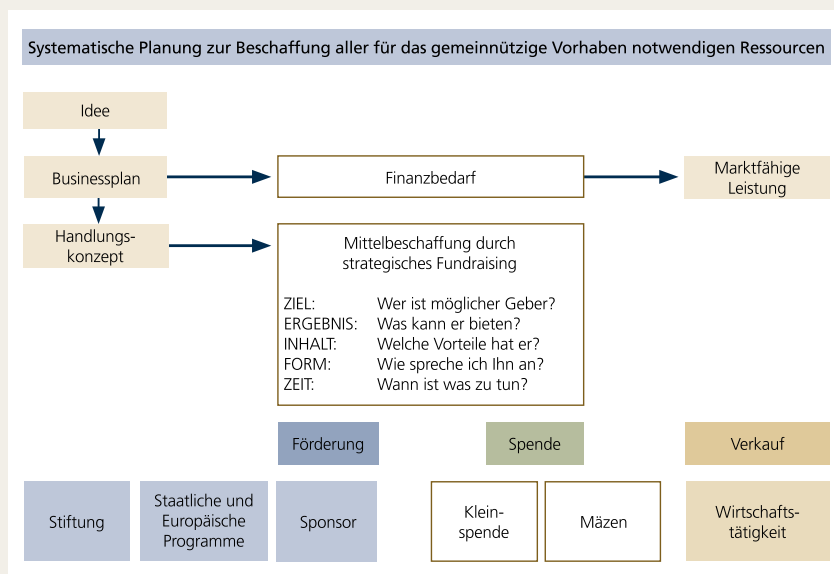 Systematische Planung zur Beschaffung aller für das gemeinnützige Vorhaben notwendigen Ressourcen
Idee
Businessplan
Finanzbedarf
Marktfähige
Leistung
Handlungs-
konzept
Mittelbeschaffung durch
strategisches Fundraising
ZIEL: Wer ist möglicher Geber?
ERGEBNIS: Was kann er bieten?
INHALT: Welche Vorteile hat er?
FORM: Wie spreche ich Ihn an?
ZEIT: Wann ist was zu tun?
Förderung
Spende
Verkauf
Stiftung
Staatliche und
Europäische
Programme
Sponsor
Klein-
spende
Mäzen
Wirtschafts-
tätigkeit